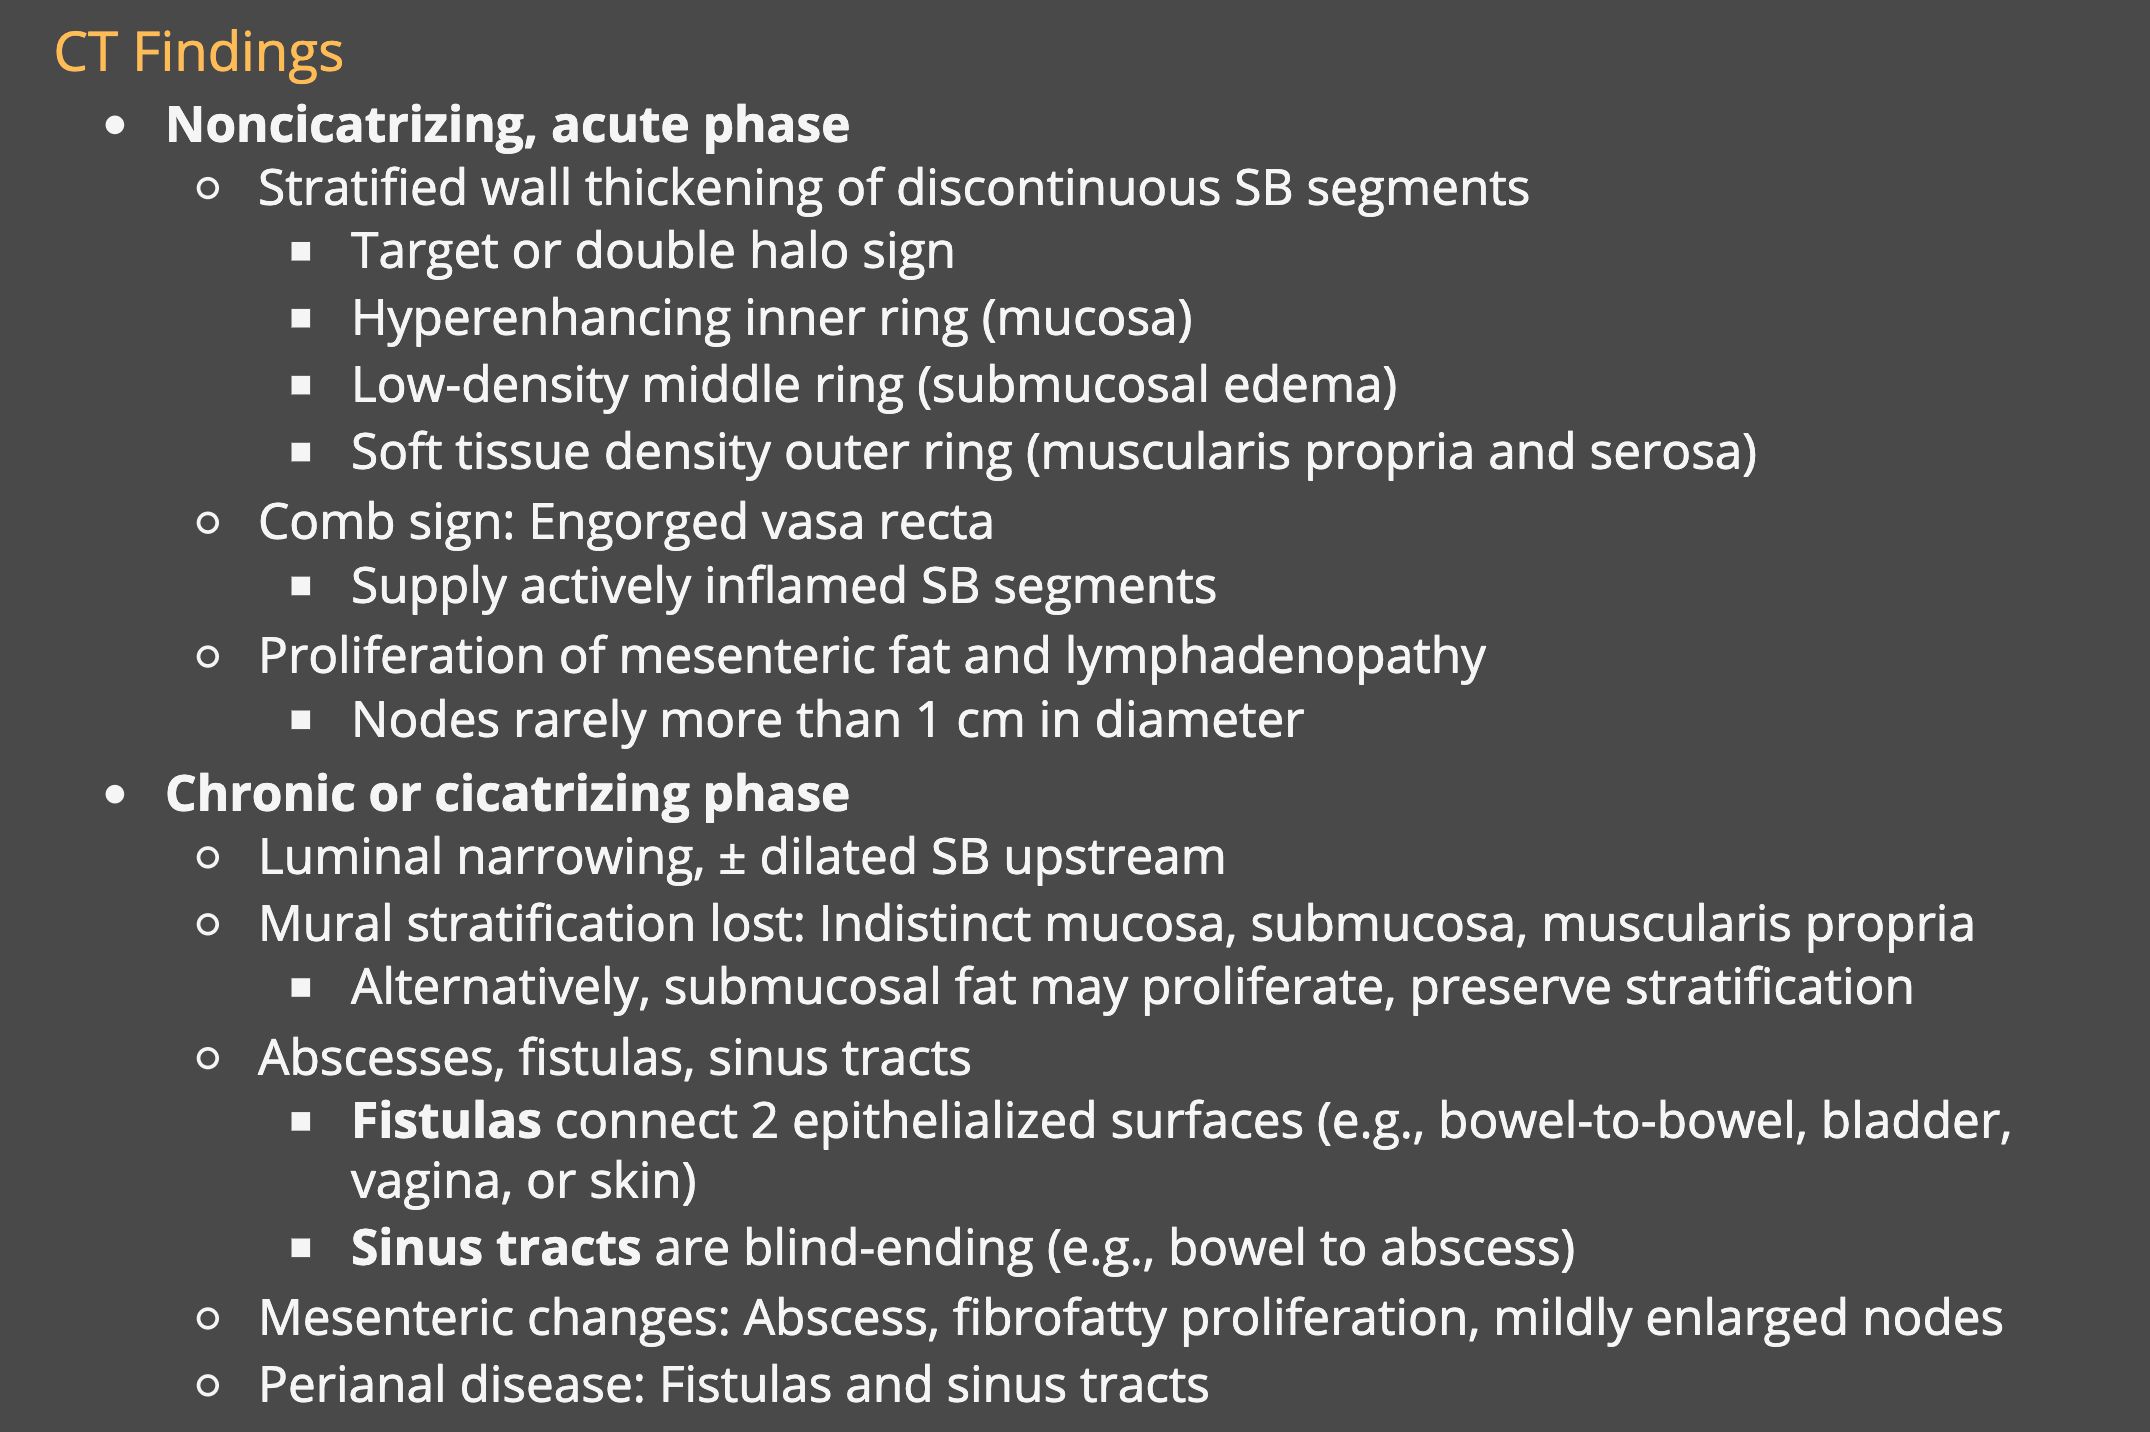 CT Findings
• Noncicatrizing, acute phase
○ Stratified wall thickening of discontinuous SB segments
▪ Target or double halo sign
▪ Hyperenhancing inner ring (mucosa)
▪ Low-density middle ring (submucosal edema)
▪ Soft tissue density outer ring (muscularis propria and serosa)
○ Comb sign: Engorged vasa recta
▪ Supply actively inflamed SB segments
○ Proliferation of mesenteric fat and lymphadenopathy
▪ Nodes rarely more than 1 cm in diameter
• Chronic or cicatrizing phase
○ Luminal narrowing, ± dilated SB upstream
○ Mural stratification lost: Indistinct mucosa, submucosa, muscularis propria
▪ Alternatively, submucosal fat may proliferate, preserve stratification
○ Abscesses, fistulas, sinus tracts
▪ Fistulas connect 2 epithelialized surfaces (e.g., bowel-to-bowel, bladder,
vagina, or skin)
▪ Sinus tracts are blind-ending (e.g., bowel to abscess)
○ Mesenteric changes: Abscess, fibrofatty proliferation, mildly enlarged nodes
○ Perianal disease: Fistulas and sinus tracts